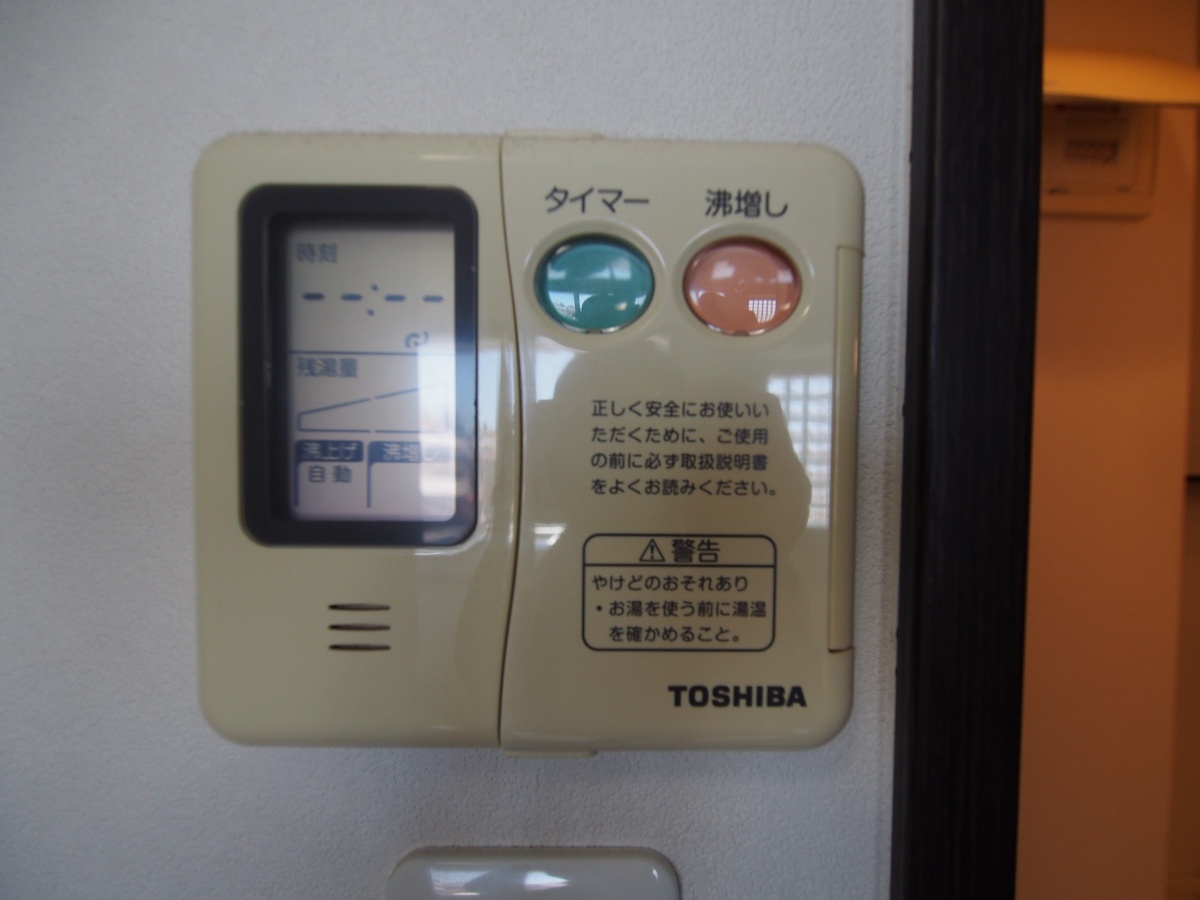 時刻
--:--
残湯量
沸上げ 沸増し
自動
タイマー 沸増し
正しく安全にお使いい
ただくために、ご使用
の前に必ず取扱説明書
をよくお読みください。
⚠警告
やけどのおそれあり
・お湯を使う前に湯温
を確かめること。
TOSHIBA